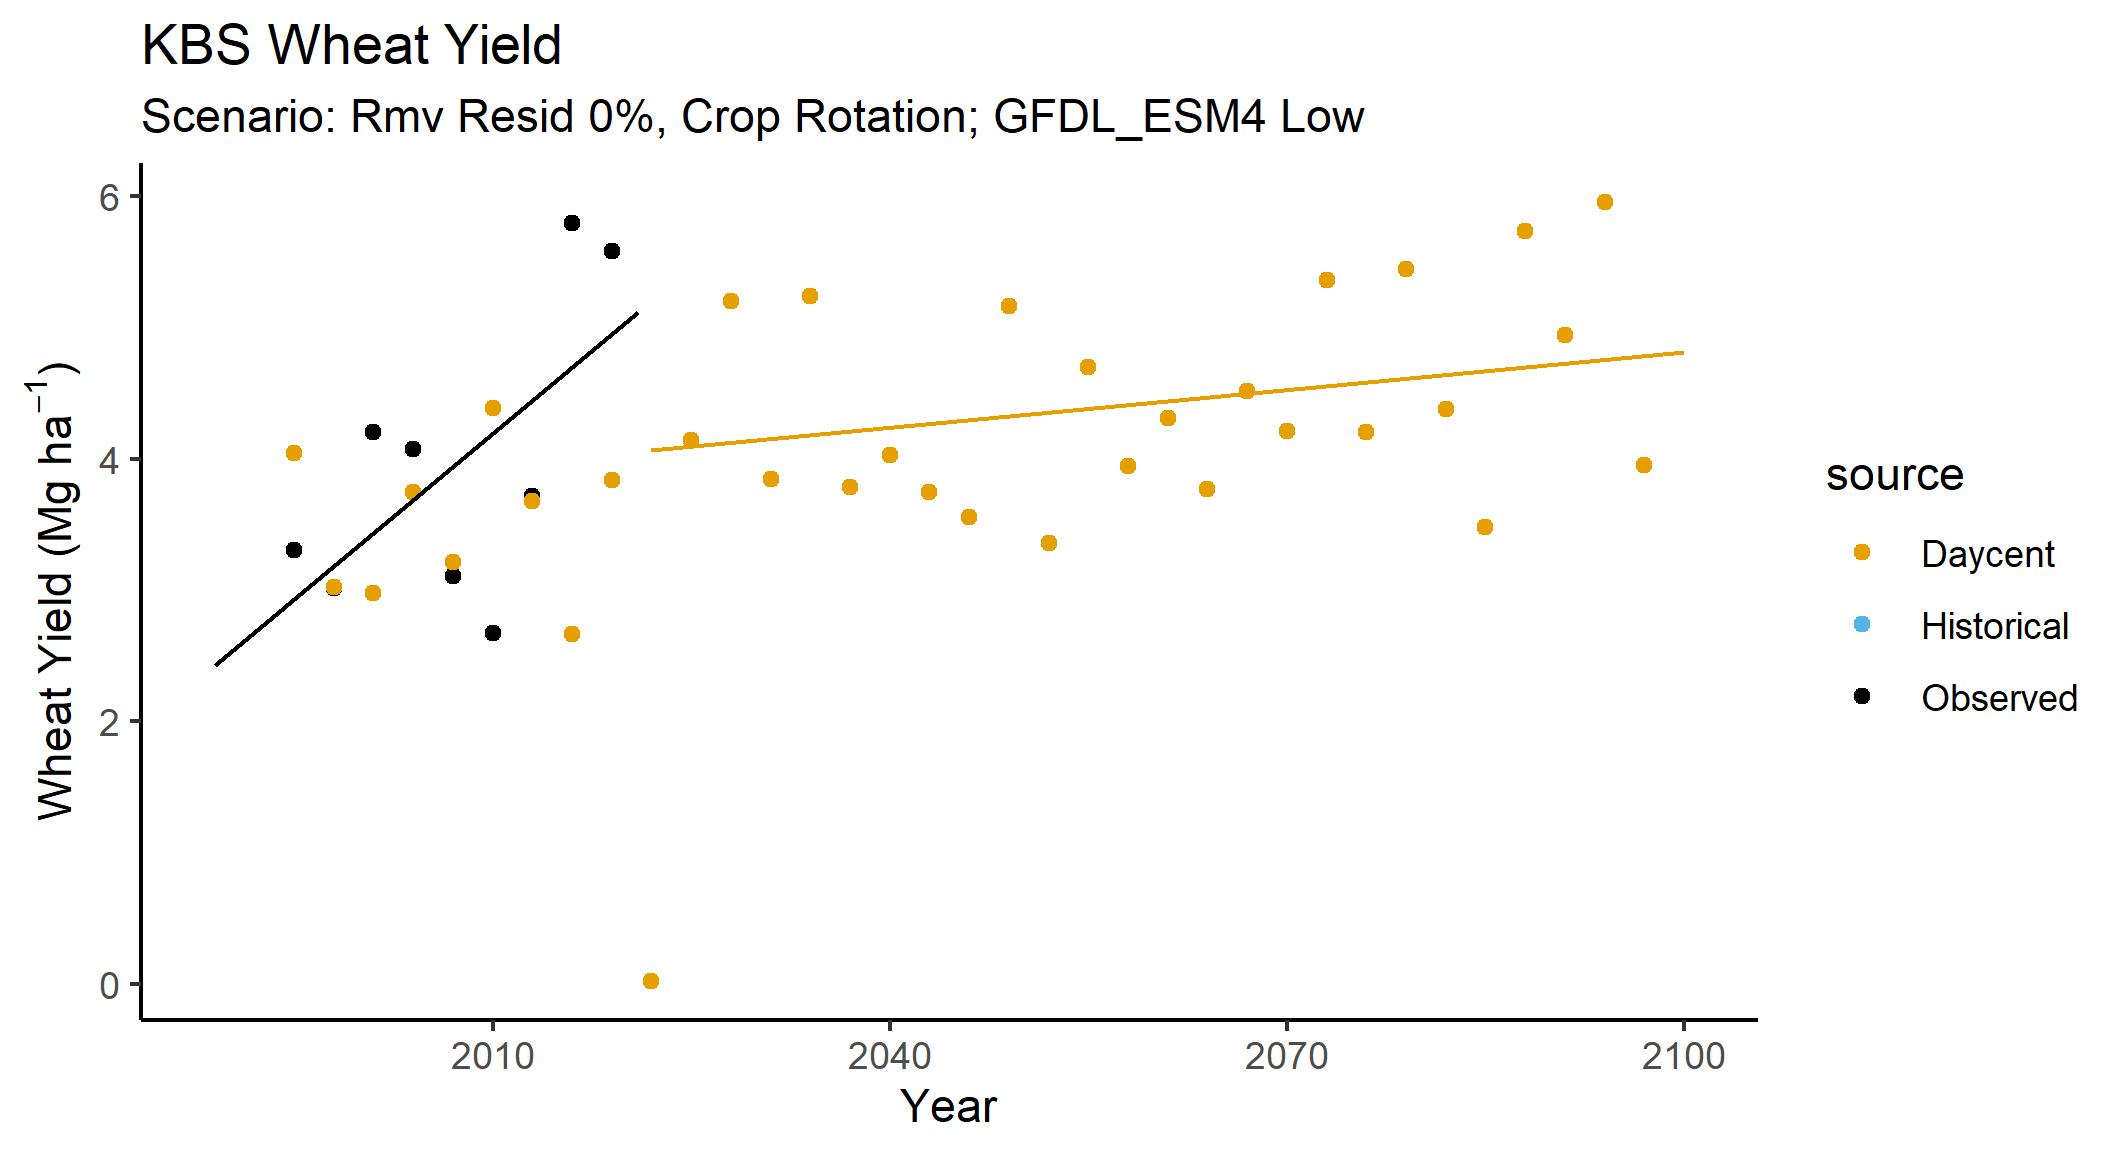 KBS Wheat Yield
Scenario: Rmv Resid 0%, Crop Rotation; GFDL_ESM4 Low
Wheat Yield (Mg ha⁻¹)
6
4
2
0
2010
2040
2070
2100
Year
source
Daycent
Historical
Observed